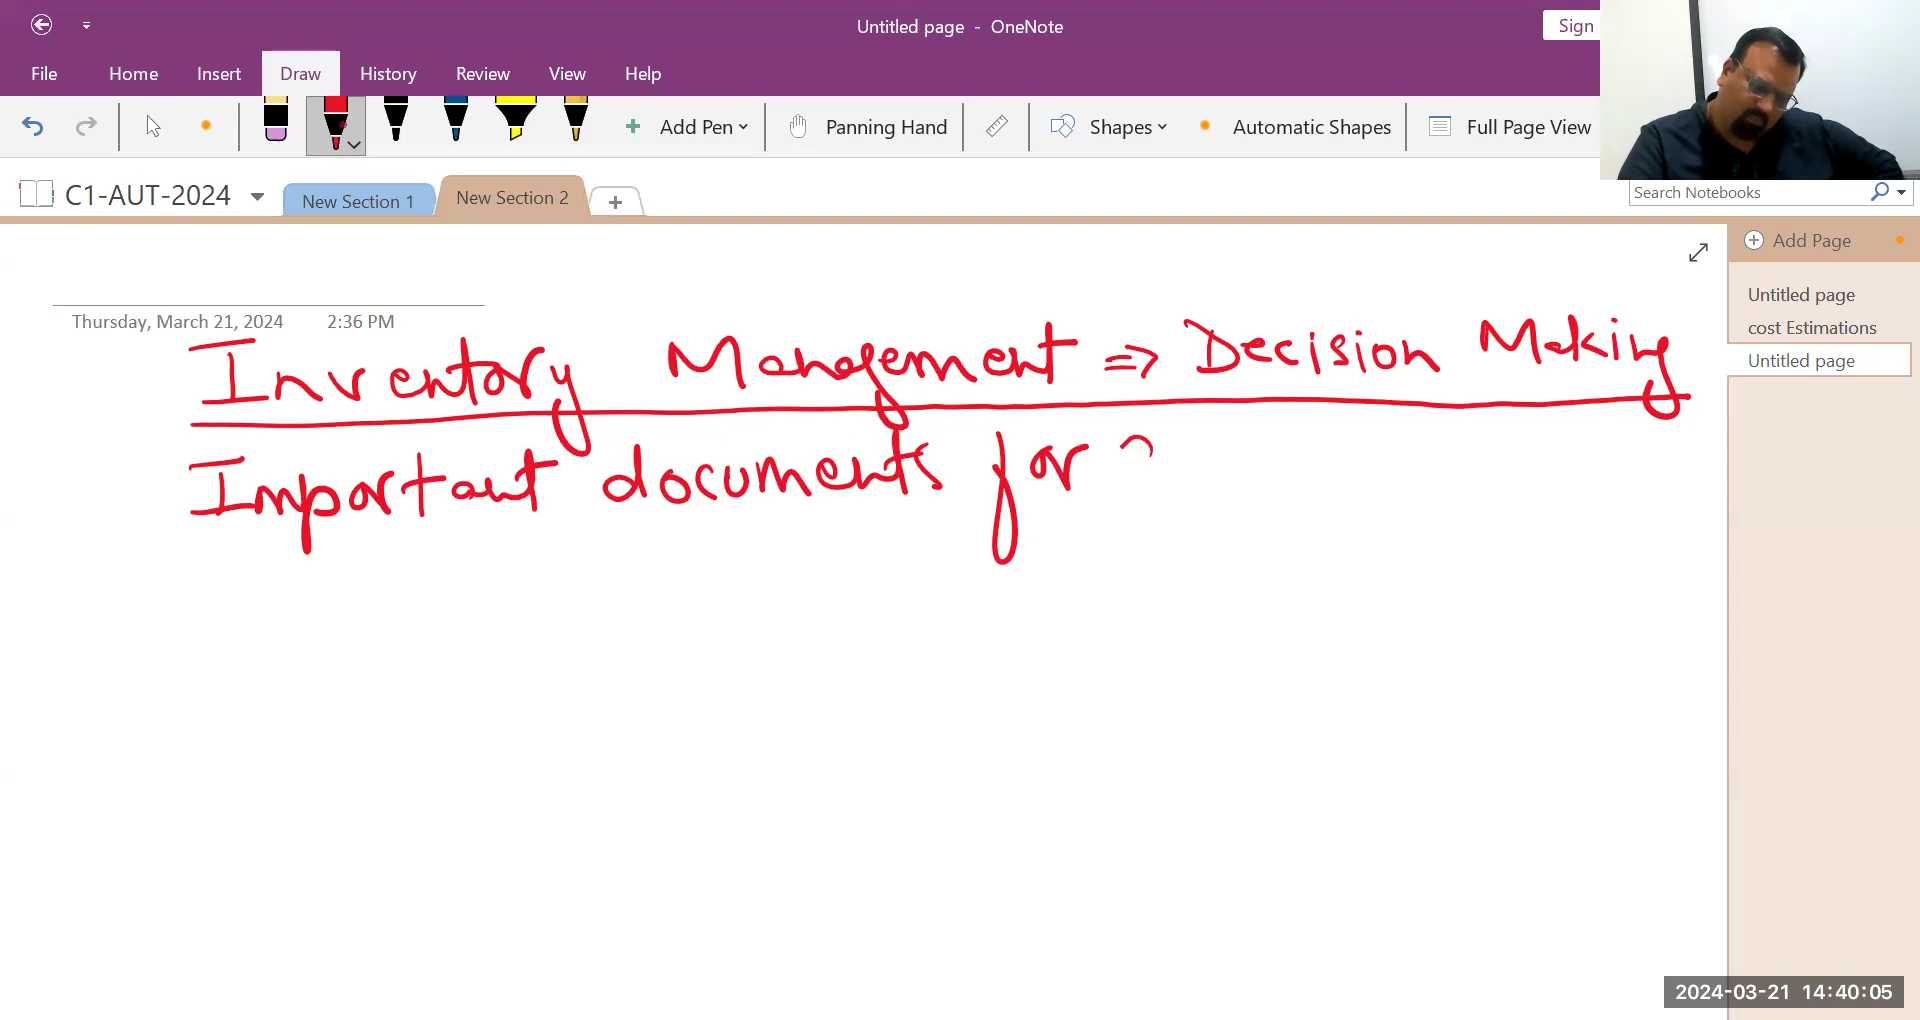 Untitled page - OneNote
Sign
File Home Insert Draw History Review View Help
Add Pen Panning Hand Shapes Automatic Shapes Full Page View
C1-AUT-2024 New Section 1 New Section 2
Search Notebooks
Add Page
Untitled page
cost Estimations
Untitled page
Thursday, March 21, 2024 2:36 PM
Inventory Management ⇒ Decision Making
Important documents for
2024-03-21 14:40:05